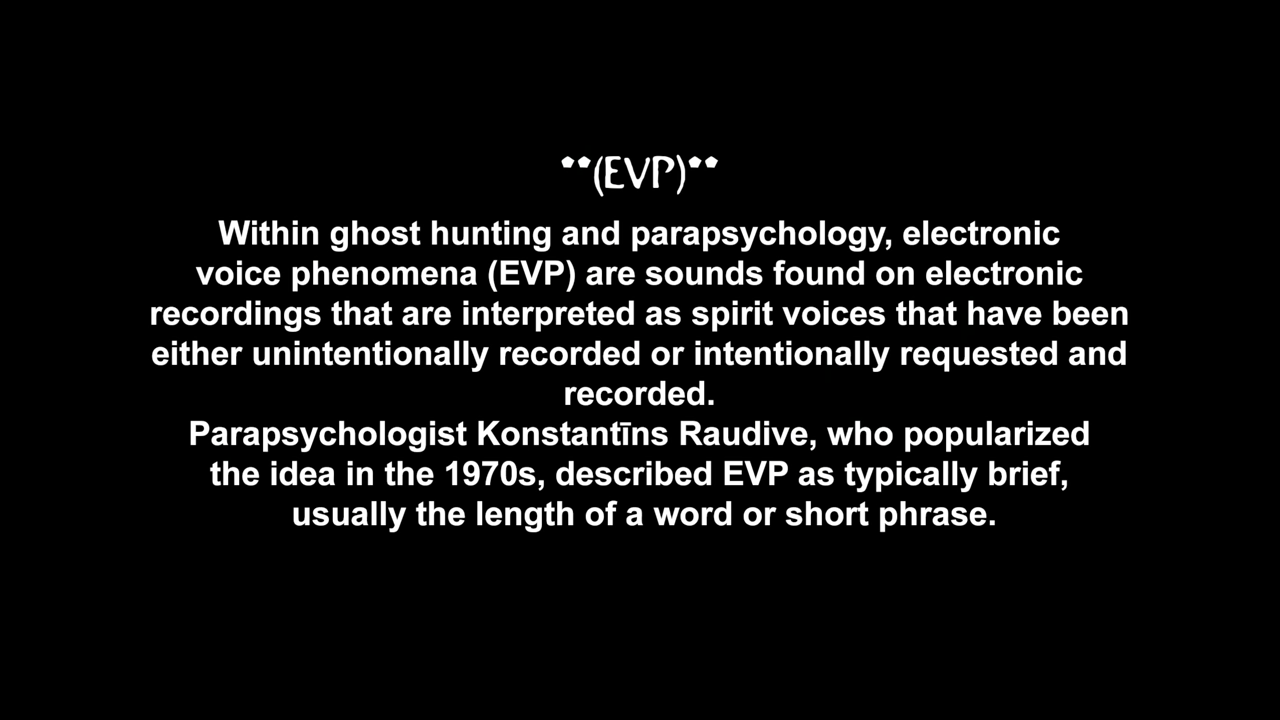 **(EVP)**
Within ghost hunting and parapsychology, electronic
voice phenomena (EVP) are sounds found on electronic
recordings that are interpreted as spirit voices that have been
either unintentionally recorded or intentionally requested and
recorded.
Parapsychologist Konstantīns Raudive, who popularized
the idea in the 1970s, described EVP as typically brief,
usually the length of a word or short phrase.